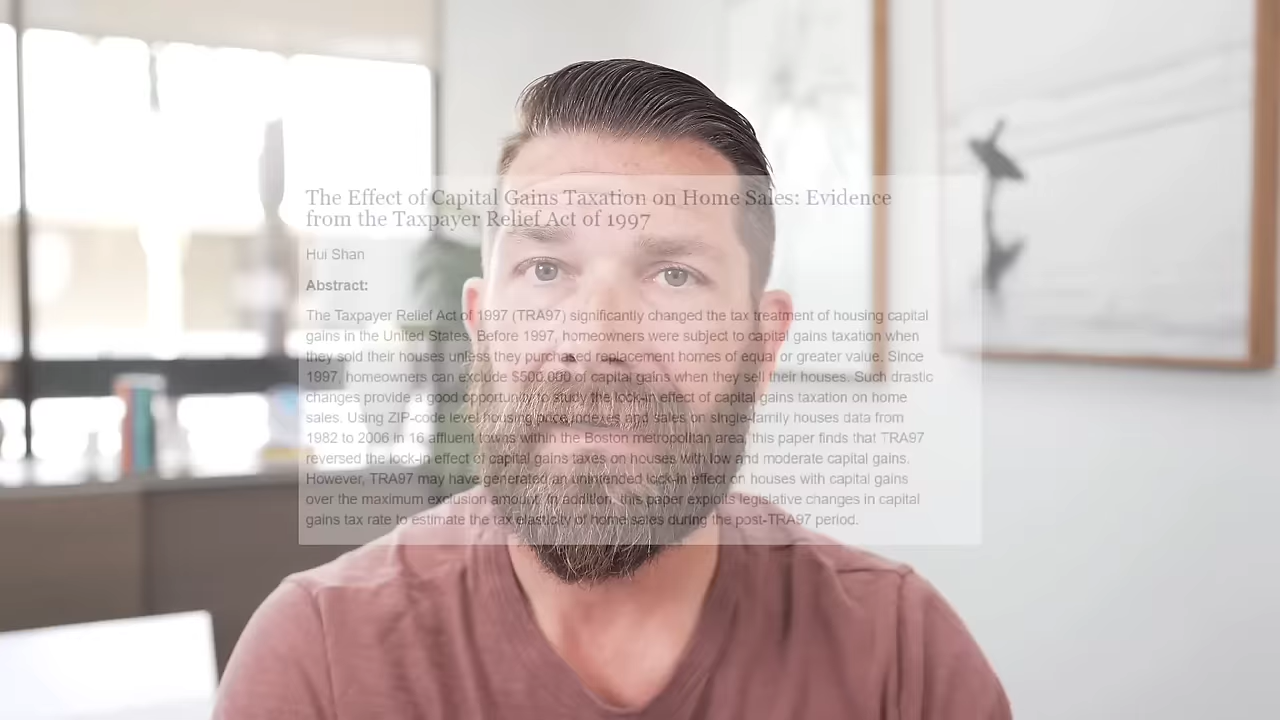 The Effect of Capital Gains Taxation on Home Sales: Evidence
from the Taxpayer Relief Act of 1997
Hui Shan
Abstract:
The Taxpayer Relief Act of 1997 (TRA97) significantly changed the tax treatment of housing capital
gains in the United States. Before 1997, homeowners were subject to capital gains taxation when
they sold their houses unless they purchased replacement homes of equal or greater value. Since
1997, homeowners can exclude $500,000 of capital gains when they sell their houses. Such drastic
changes provide a good opportunity to study the lock-in effect of capital gains taxation on home
sales. Using ZIP-code level housing price indexes and sales of single-family houses data from
1982 to 2006 in 16 affluent towns within the Boston metropolitan area, this paper finds that TRA97
reversed the lock-in effect of capital gains taxes on houses with low and moderate capital gains.
However, TRA97 may have generated an unintended lock-in effect on houses with capital gains
over the maximum exclusion amount. In addition, this paper exploits legislative changes in capital
gains tax rate to estimate the tax elasticity of home sales during the post-TRA97 period.